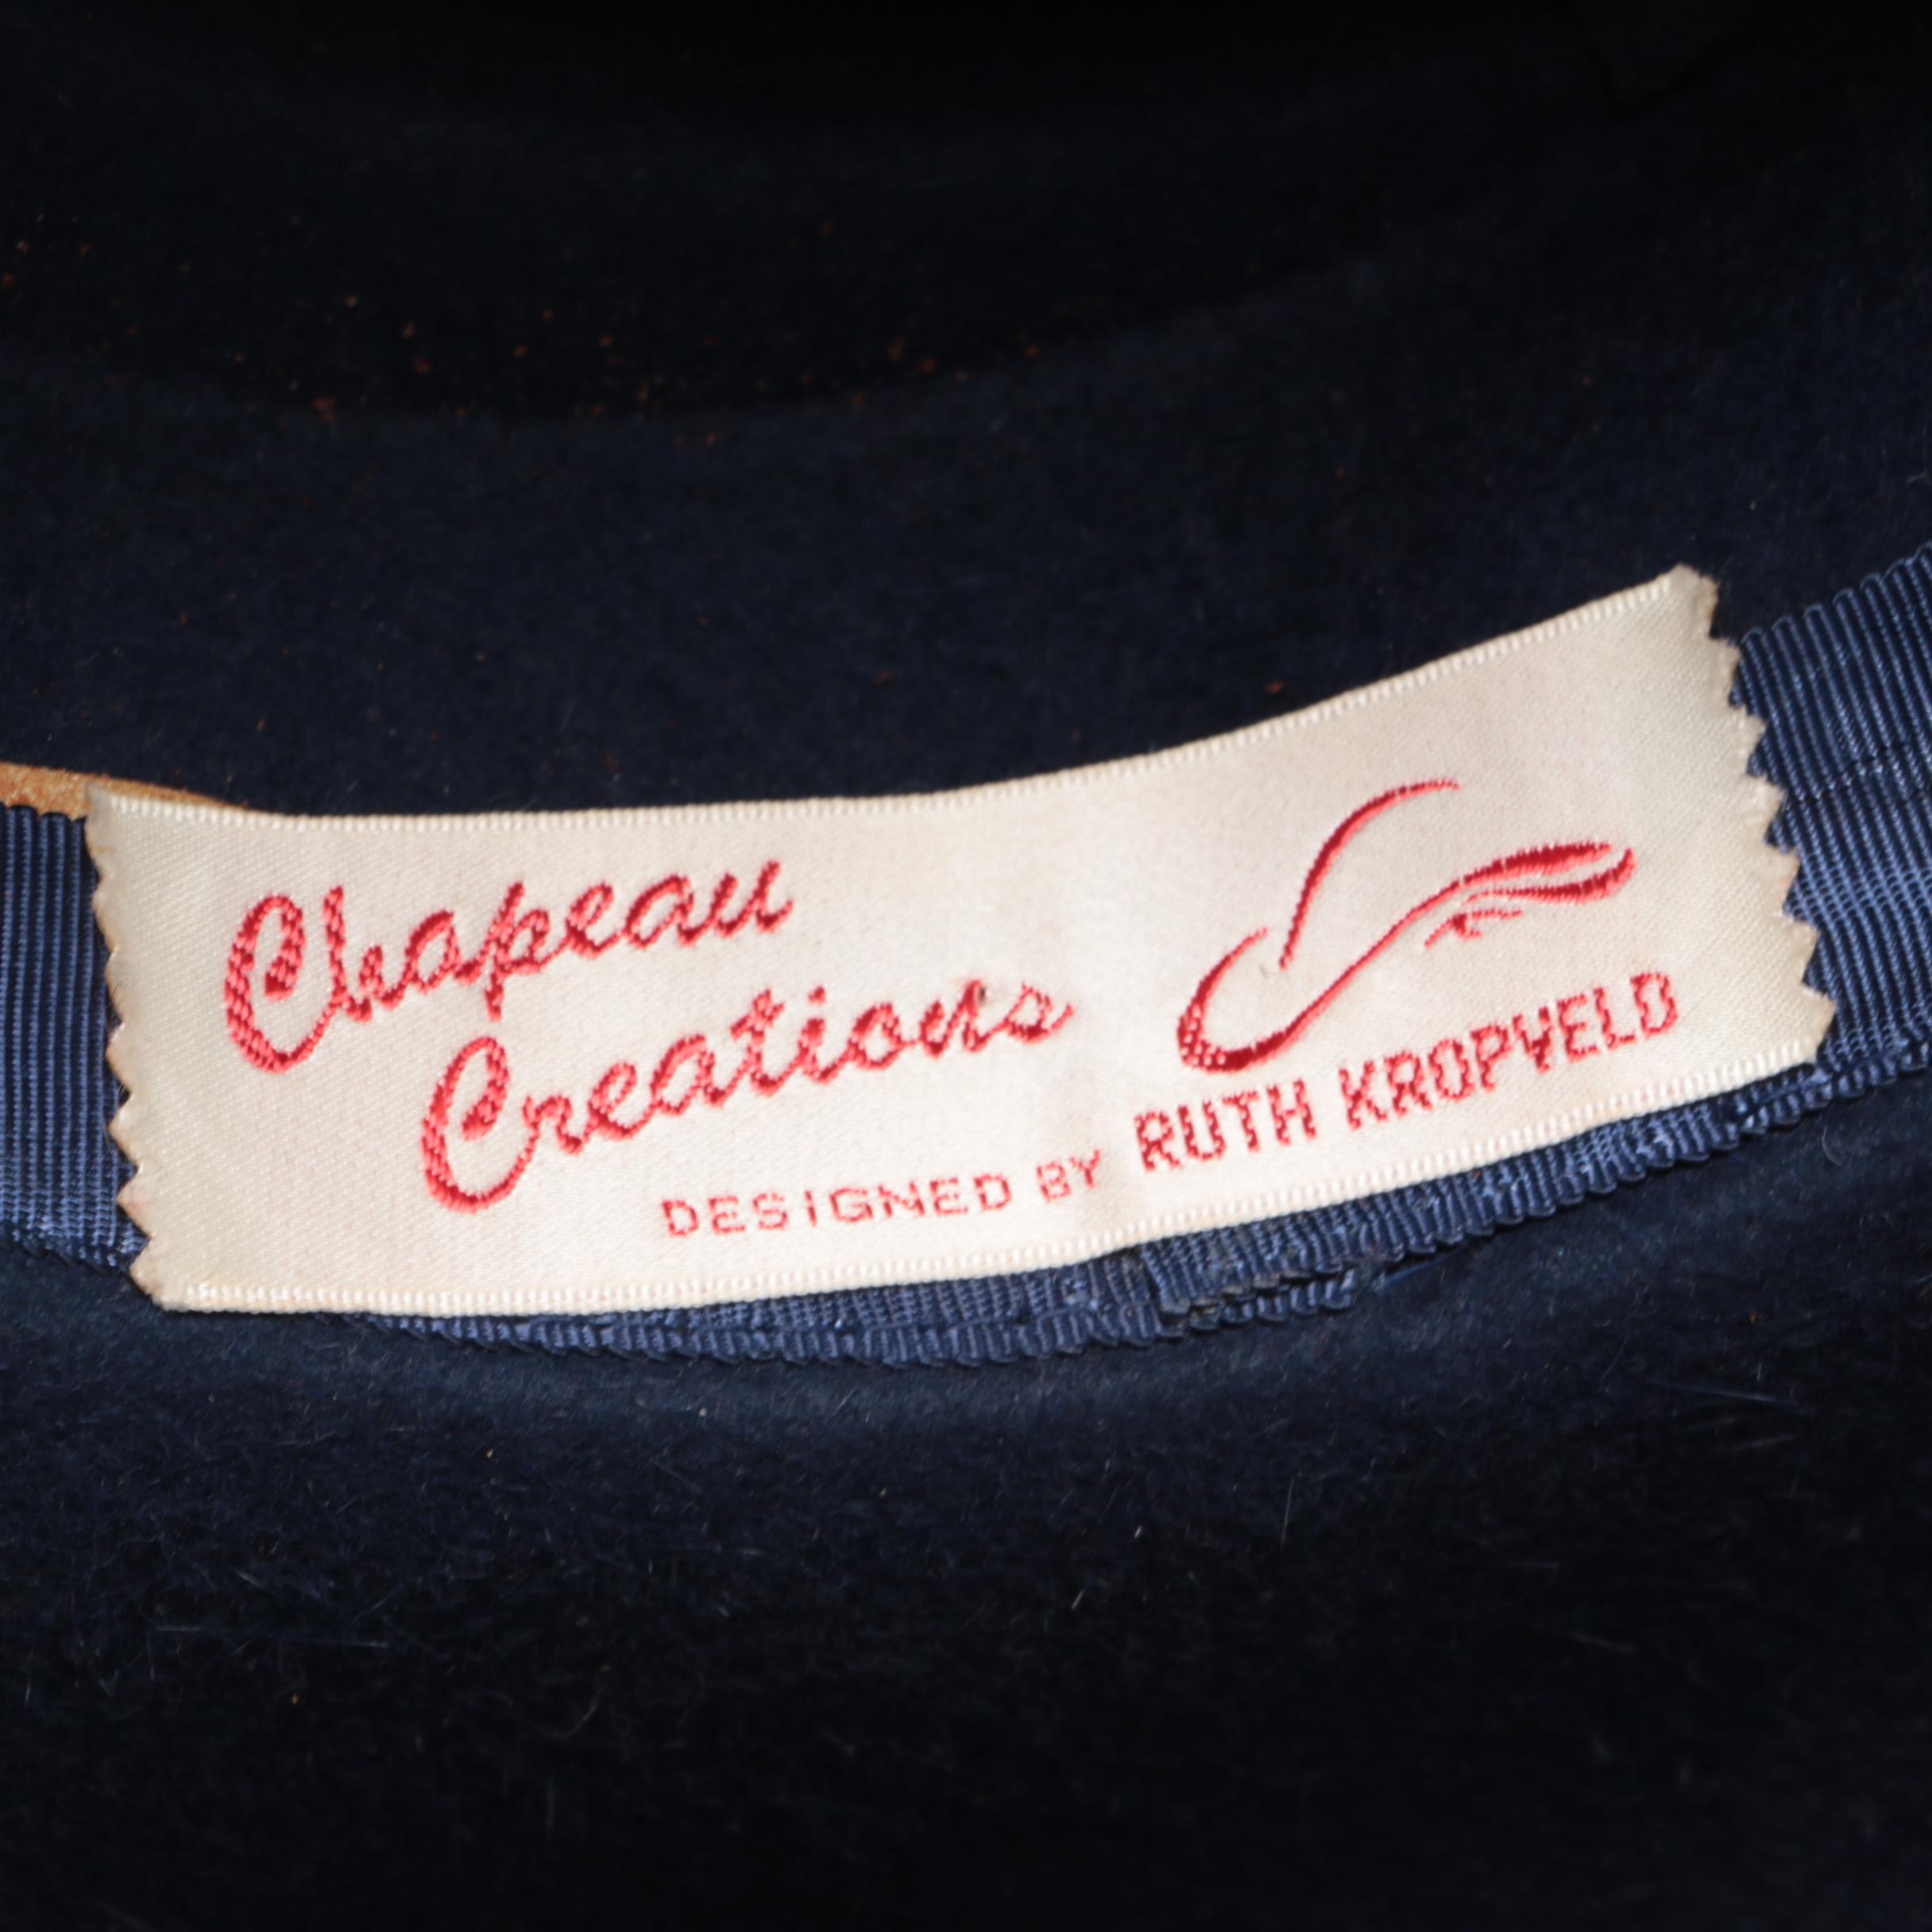 Chapeau
Creations
DESIGNED BY RUTH KROPVELD